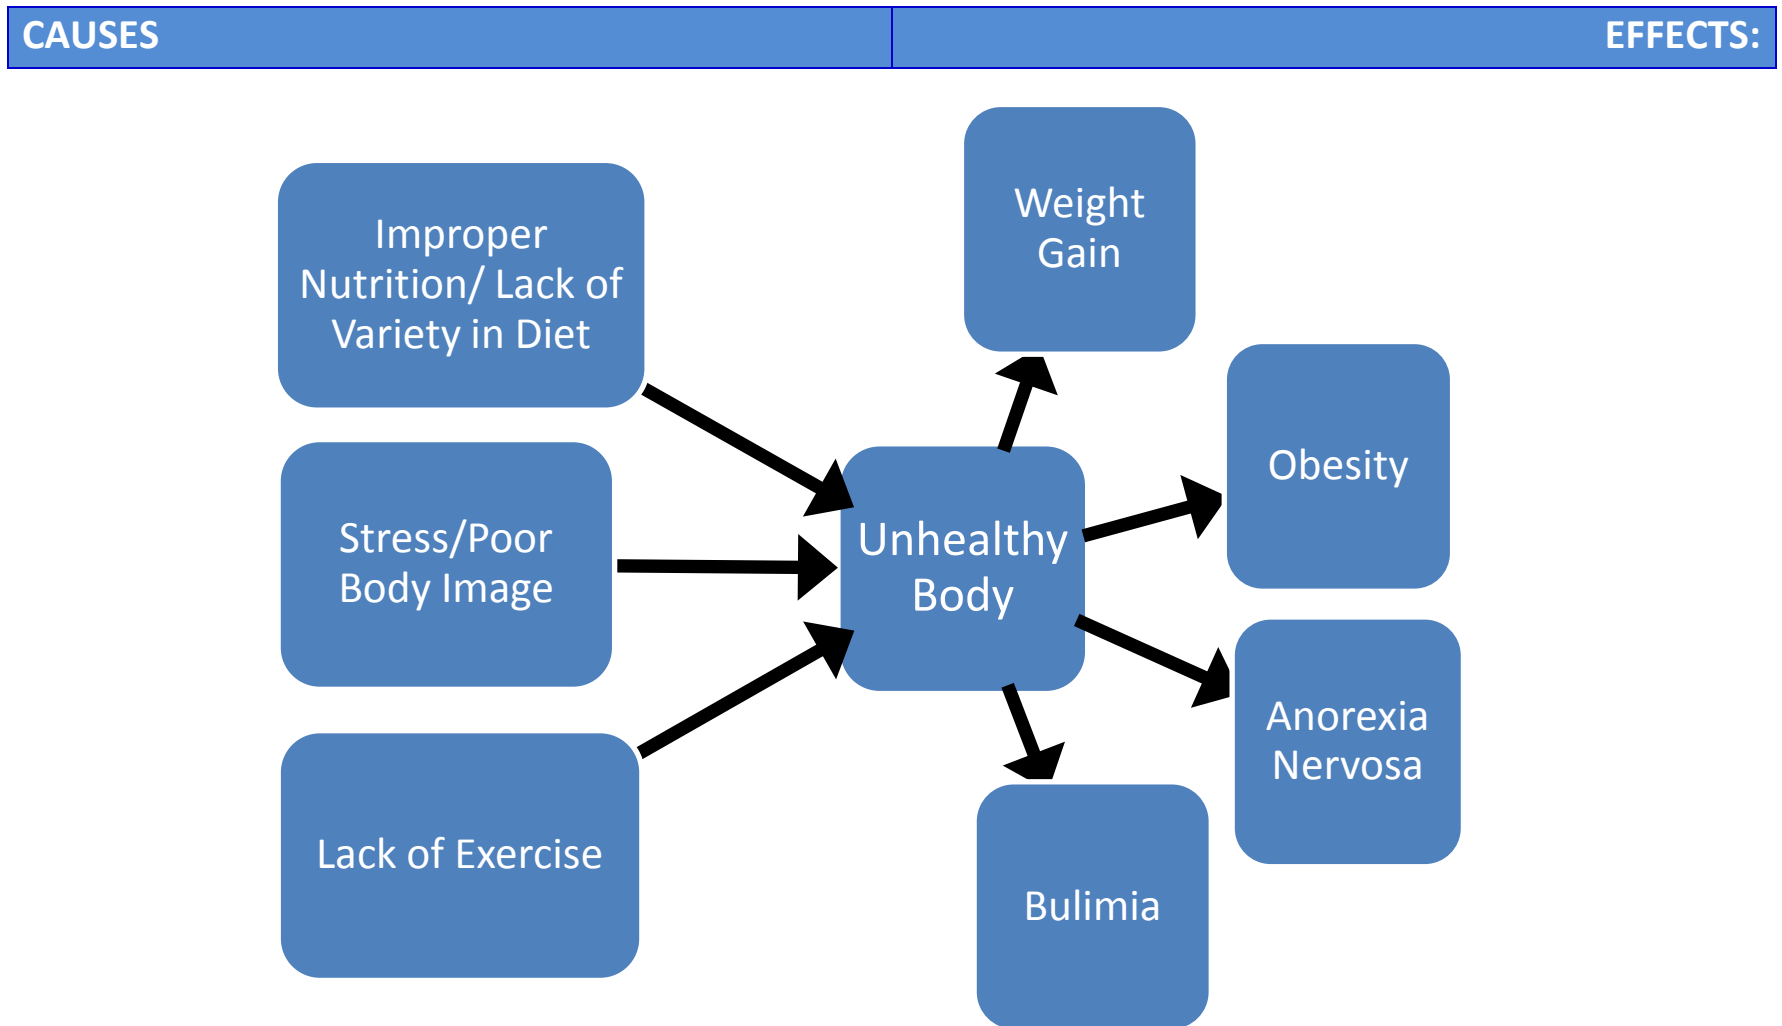 CAUSES
EFFECTS:
Improper
Nutrition/ Lack of
Variety in Diet
Stress/Poor
Body Image
Lack of Exercise
Unhealthy
Body
Weight
Gain
Obesity
Anorexia
Nervosa
Bulimia